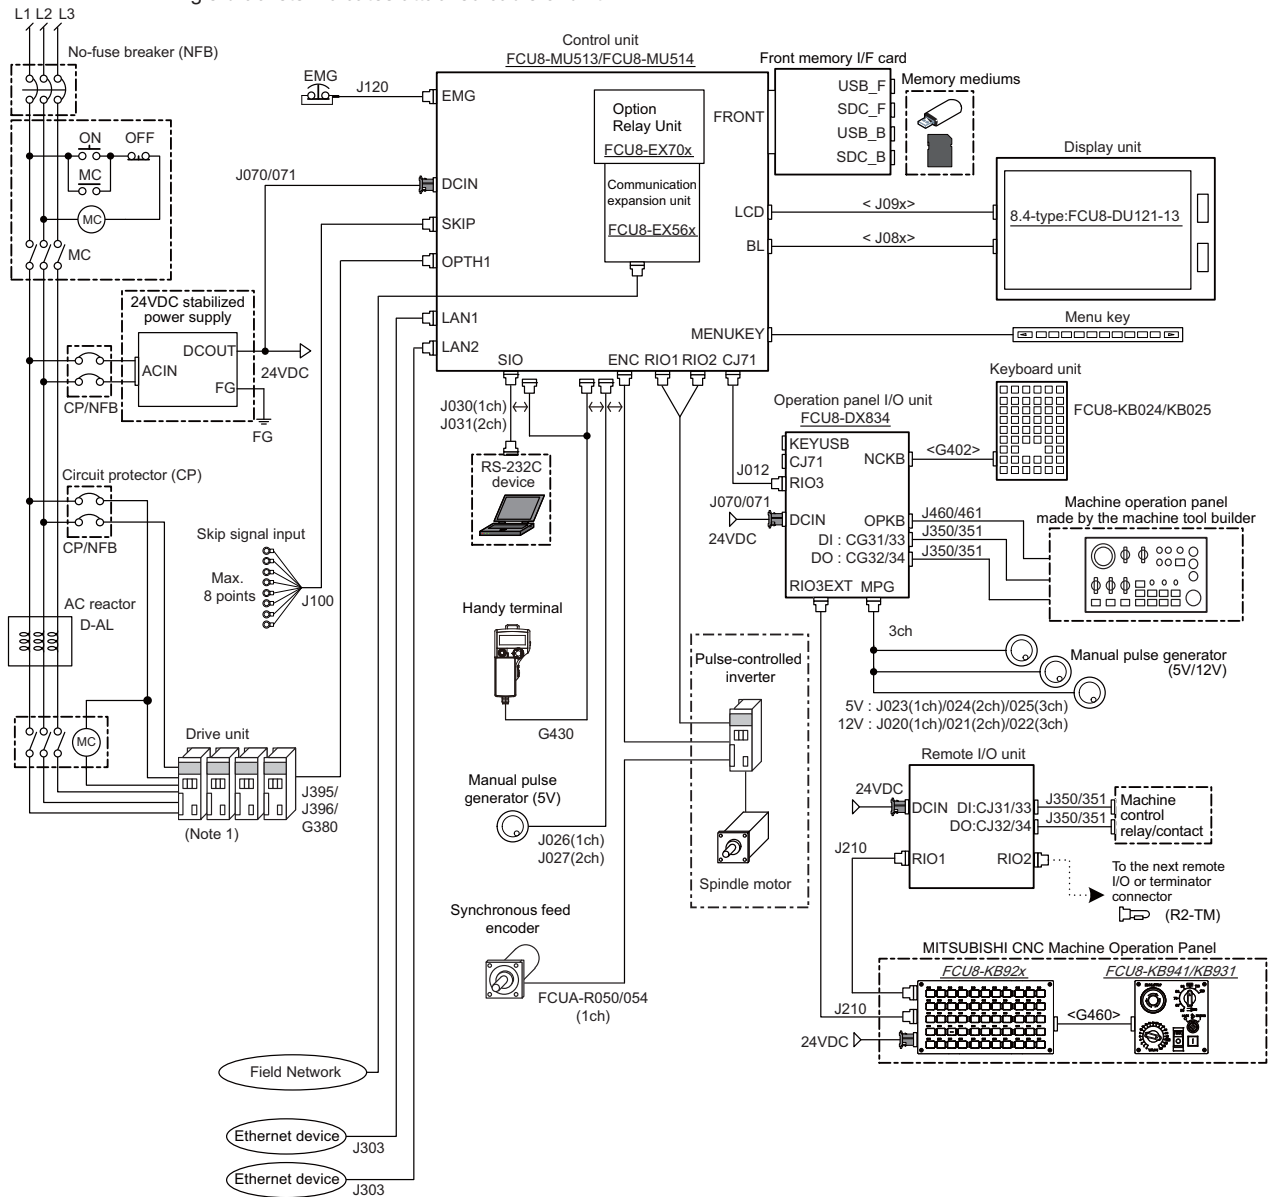 L1 L2 L3
No-fuse breaker (NFB)
ON OFF
MC
MC
MC
24VDC stabilized
power supply
DCOUT
ACIN
FG
24VDC
FG
CP/NFB
Circuit protector (CP)
CP/NFB
AC reactor
D-AL
MC
Drive unit
(Note 1)
J395/
J396/
G380
EMG
J120
J070/071
Skip signal input
Max.
8 points
J100
Control unit
FCU8-MU513/FCU8-MU514
EMG
DCIN
SKIP
OPTH1
LAN1
LAN2
Option
Relay Unit
FCU8-EX70x
Communication
expansion unit
FCU8-EX56x
FRONT
LCD
BL
MENUKEY
SIO ENC RIO1 RIO2 CJ71
Front memory I/F card
USB_F
SDC_F
USB_B
SDC_B
Memory mediums
Display unit
8.4-type:FCU8-DU121-13
< J09x>
< J08x>
Menu key
Keyboard unit
FCU8-KB024/KB025
<G402>
J030(1ch)
J031(2ch)
RS-232C
device
Handy terminal
G430
Manual pulse
generator (5V)
J026(1ch)
J027(2ch)
Synchronous feed
encoder
FCUA-R050/054
(1ch)
Pulse-controlled
inverter
Spindle motor
Operation panel I/O unit
FCU8-DX834
KEYUSB
CJ71
RIO3
DCIN
NCKB
OPKB
DI : CG31/33
DO : CG32/34
RIO3EXT MPG
J012
J070/071
24VDC
J460/461
J350/351
J350/351
Machine operation panel
made by the machine tool builder
3ch
Manual pulse generator
(5V/12V)
5V : J023(1ch)/024(2ch)/025(3ch)
12V : J020(1ch)/021(2ch)/022(3ch)
Remote I/O unit
24VDC
DCIN DI:CJ31/33
DO:CJ32/34
RIO1 RIO2
J350/351
J350/351
Machine
control
relay/contact
J210
To the next remote
I/O or terminator
connector
(R2-TM)
MITSUBISHI CNC Machine Operation Panel
FCU8-KB92x FCU8-KB941/KB931
<G460>
J210
24VDC
Field Network
Ethernet device
J303
Ethernet device
J303